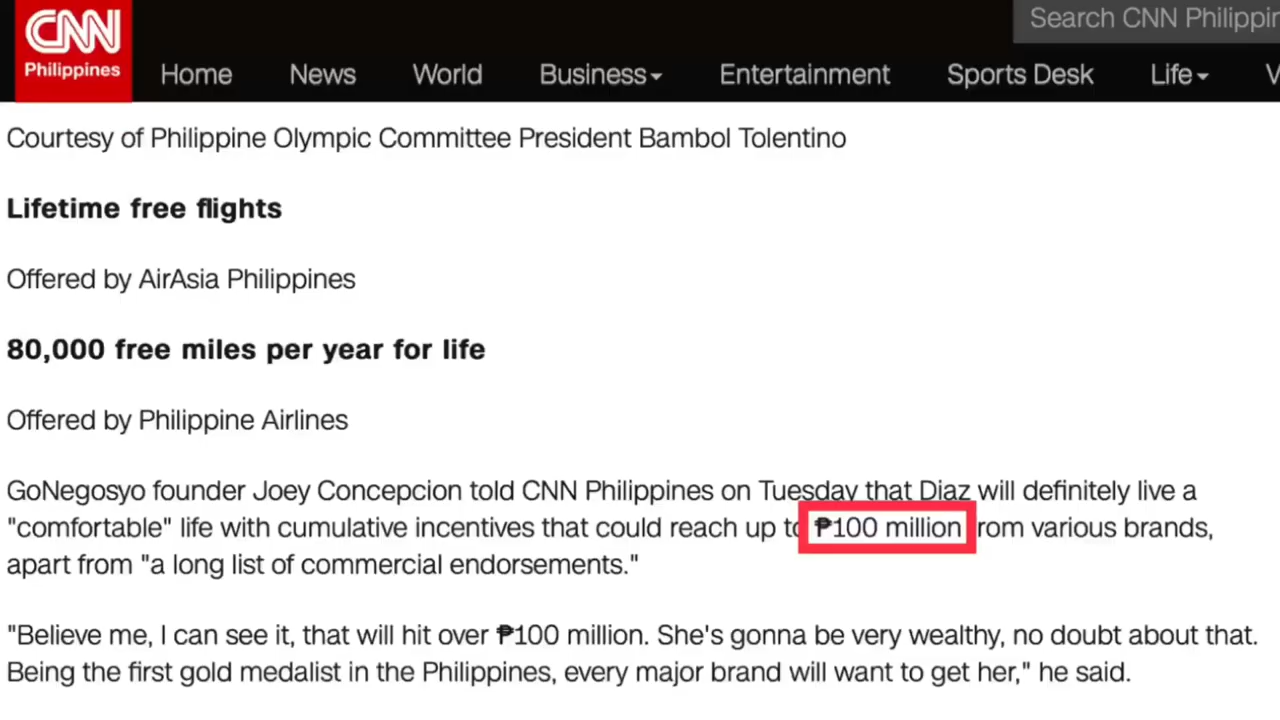 CNN
Philippines
Search CNN Philippin
Home News World Business Entertainment Sports Desk Life V
Courtesy of Philippine Olympic Committee President Bambol Tolentino
Lifetime free flights
Offered by AirAsia Philippines
80,000 free miles per year for life
Offered by Philippine Airlines
GoNegosyo founder Joey Concepcion told CNN Philippines on Tuesday that Diaz will definitely live a
"comfortable" life with cumulative incentives that could reach up to ₱100 million rom various brands,
apart from "a long list of commercial endorsements."
"Believe me, I can see it, that will hit over ₱100 million. She's gonna be very wealthy, no doubt about that.
Being the first gold medalist in the Philippines, every major brand will want to get her," he said.